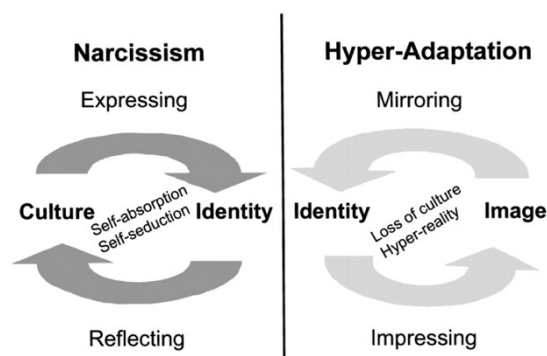 Narcissism
Expressing
Culture
Self-absorption
Self-seduction
Identity
Reflecting
Hyper-Adaptation
Mirroring
Identity
Loss of culture
Hyper-reality
Image
Impressing